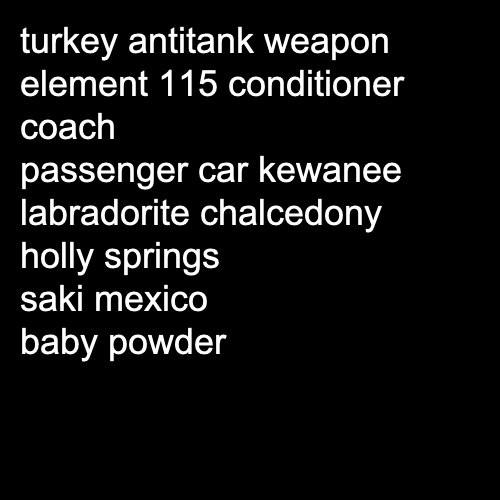 turkey antitank weapon
element 115 conditioner
coach
passenger car kewanee
labradorite chalcedony
holly springs
saki mexico
baby powder